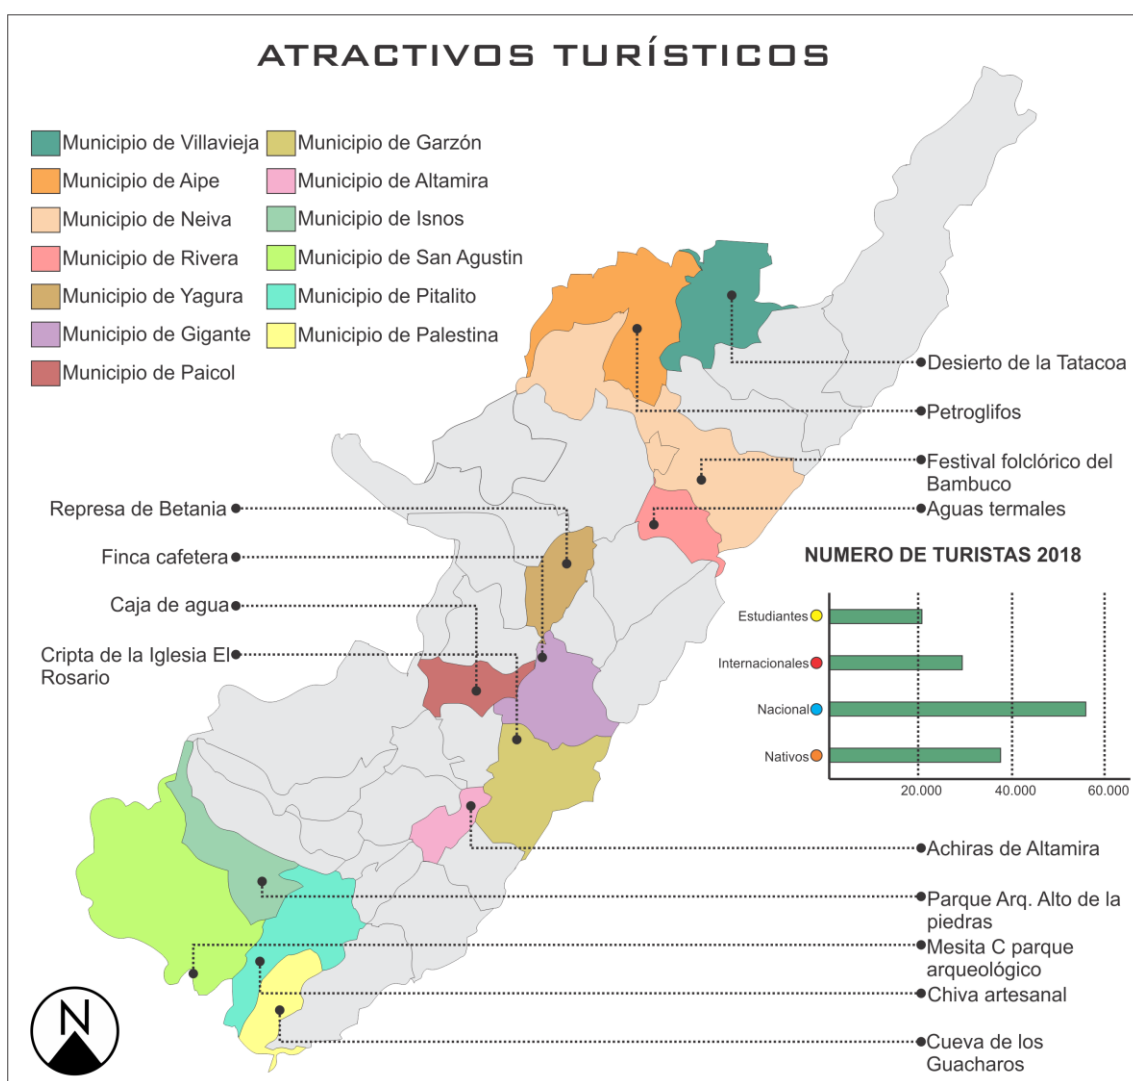 ATRACTIVOS TURÍSTICOS
Municipio de Villavieja
Municipio de Aipe
Municipio de Neiva
Municipio de Rivera
Municipio de Yagura
Municipio de Gigante
Municipio de Paicol
Municipio de Garzón
Municipio de Altamira
Municipio de Isnos
Municipio de San Agustin
Municipio de Pitalito
Municipio de Palestina
Desierto de la Tatacoa
Petroglifos
Festival folclórico del
Bambuco
Aguas termales
Represa de Betania
Finca cafetera
Caja de agua
Cripta de la Iglesia El
Rosario
NUMERO DE TURISTAS 2018
Estudiantes
Internacionales
Nacional
Nativos
20.000
40.000
60.000
Achiras de Altamira
Parque Arq. Alto de la
piedras
Mesita C parque
arqueológico
Chiva artesanal
Cueva de los
Guacharos
N